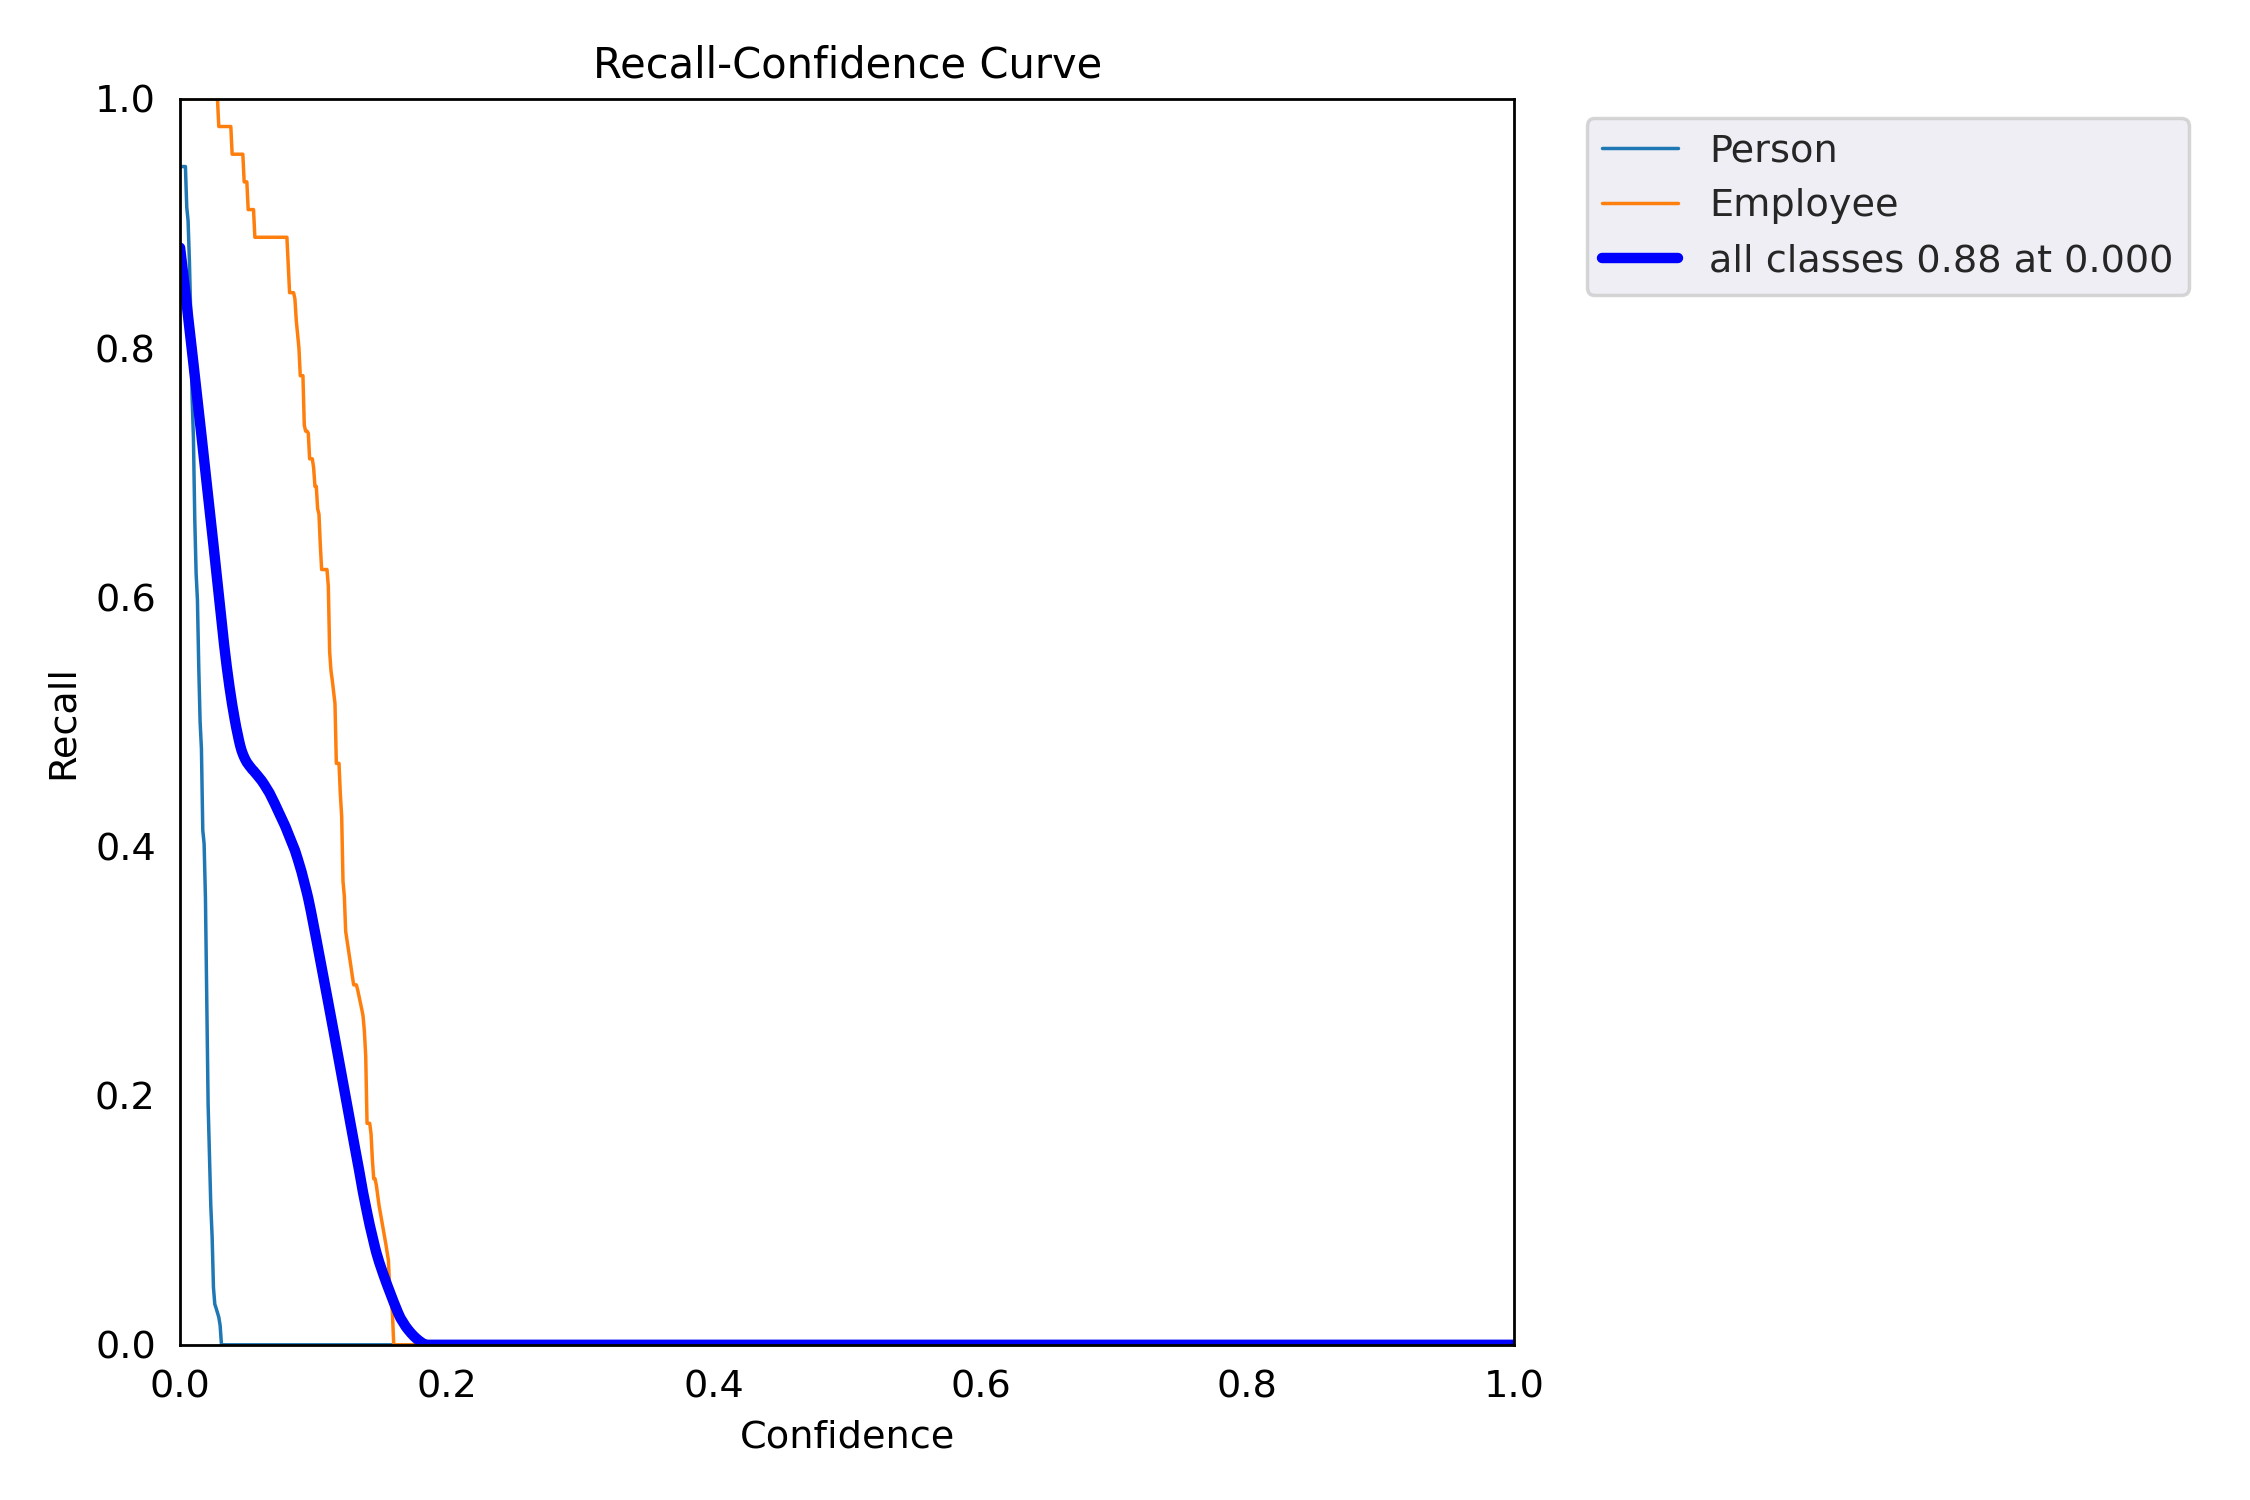 Recall-Confidence Curve
1.0
0.8
0.6
0.4
0.2
0.0
Recall
0.0 0.2 0.4 0.6 0.8 1.0
Confidence
Person
Employee
all classes 0.88 at 0.000